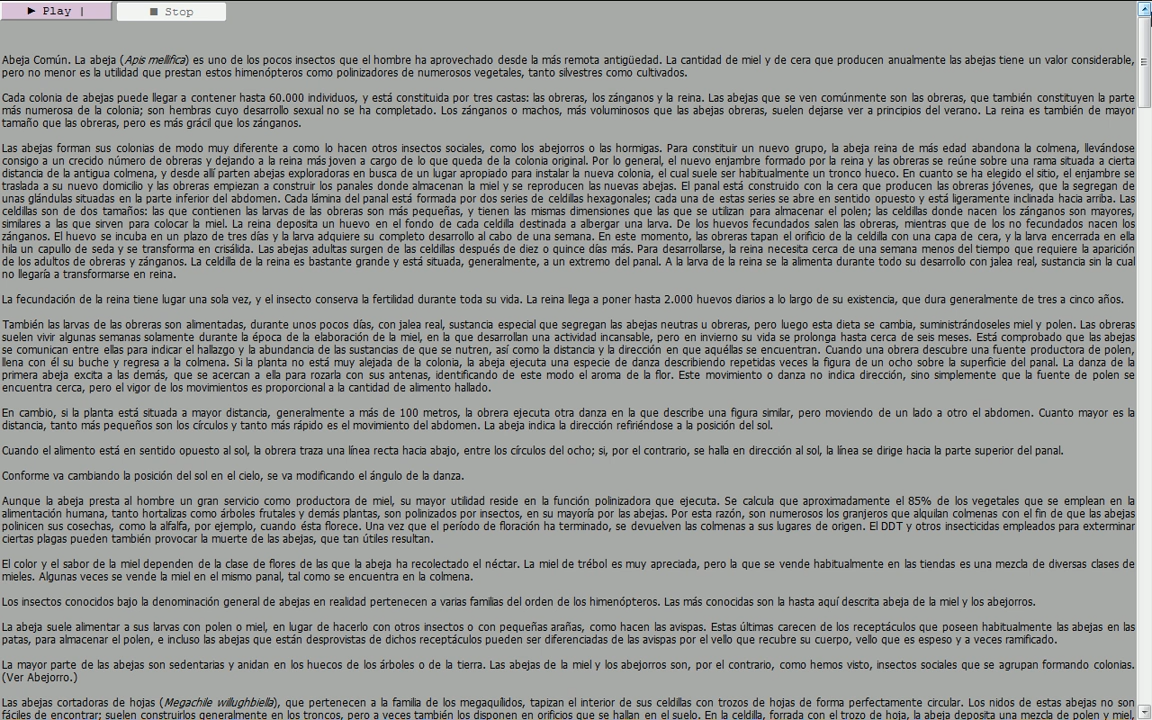 ► Play |
■ Stop
Abeja Común. La abeja (Apis mellifica) es uno de los pocos insectos que el hombre ha aprovechado desde la más remota antigüedad. La cantidad de miel y de cera que producen anualmente las abejas tiene un valor considerable,
pero no menor es la utilidad que prestan estos himenópteros como polinizadores de numerosos vegetales, tanto silvestres como cultivados.
Cada colonia de abejas puede llegar a contener hasta 60.000 individuos, y está constituida por tres castas: las obreras, los zánganos y la reina. Las abejas que se ven comúnmente son las obreras, que también constituyen la parte
más numerosa de la colonia; son hembras cuyo desarrollo sexual no se ha completado. Los zánganos o machos, más voluminosos que las abejas obreras, suelen dejarse ver a principios del verano. La reina es también de mayor
tamaño que las obreras, pero es más grácil que los zánganos.
Las abejas forman sus colonias de modo muy diferente a como lo hacen otros insectos sociales, como los abejorros o las hormigas. Para constituir un nuevo grupo, la abeja reina de más edad abandona la colmena, llevándose
consigo a un crecido número de obreras y dejando a la reina más joven a cargo de lo que queda de la colonia original. Por lo general, el nuevo enjambre formado por la reina y las obreras se reúne sobre una rama situada a cierta
distancia de la antigua colmena, y desde allí parten abejas exploradoras en busca de un lugar apropiado para instalar la nueva colonia, el cual suele ser habitualmente un tronco hueco. En cuanto se ha elegido el sitio, el enjambre se
traslada a su nuevo domicilio y las obreras empiezan a construir los panales donde almacenan la miel y se reproducen las nuevas abejas. El panal está construido con la cera que producen las obreras jóvenes, que la segregan de
unas glándulas situadas en la parte inferior del abdomen. Cada lámina del panal está formada por dos series de celdillas hexagonales; cada una de estas series se abre en sentido opuesto y está ligeramente inclinada hacia arriba. Las
celdillas son de dos tamaños: las que contienen las larvas de las obreras son más pequeñas, y tienen las mismas dimensiones que las que se utilizan para almacenar el polen; las celdillas donde nacen los zánganos son mayores,
similares a las que sirven para colocar la miel. La reina deposita un huevo en el fondo de cada celdilla destinada a albergar una larva. De los huevos fecundados salen las obreras, mientras que de los no fecundados nacen los
zánganos. El huevo se incuba en un plazo de tres días y la larva adquiere su completo desarrollo al cabo de una semana. En este momento, las obreras tapan el orificio de la celdilla con una capa de cera, y la larva encerrada en ella
hila un capullo de seda y se transforma en crisálida. Las abejas adultas surgen de las celdillas después de diez o quince días más. Para desarrollarse, la reina necesita cerca de una semana menos del tiempo que requiere la aparición
de los adultos de obreras y zánganos. La celdilla de la reina es bastante grande y está situada, generalmente, a un extremo del panal. A la larva de la reina se la alimenta durante todo su desarrollo con jalea real, sustancia sin la cual
no llegaría a transformarse en reina.
La fecundación de la reina tiene lugar una sola vez, y el insecto conserva la fertilidad durante toda su vida. La reina llega a poner hasta 2.000 huevos diarios a lo largo de su existencia, que dura generalmente de tres a cinco años.
También las larvas de las obreras son alimentadas, durante unos pocos días, con jalea real, sustancia especial que segregan las abejas neutras u obreras, pero luego esta dieta se cambia, suministrándoseles miel y polen. Las obreras
suelen vivir algunas semanas solamente durante la época de la elaboración de la miel, en la que desarrollan una actividad incansable, pero en invierno su vida se prolonga hasta cerca de seis meses. Está comprobado que las abejas
se comunican entre ellas para indicar el hallazgo y la abundancia de las sustancias de que se nutren, así como la distancia y la dirección en que aquéllas se encuentran. Cuando una obrera descubre una fuente productora de polen,
llena con él su buche y regresa a la colmena. Si la planta no está muy alejada de la colonia, la abeja ejecuta una especie de danza describiendo repetidas veces la figura de un ocho sobre la superficie del panal. La danza de la
primera abeja excita a las demás, que se acercan a ella para rozarla con sus antenas, identificando de este modo el aroma de la flor. Este movimiento o danza no indica dirección, sino simplemente que la fuente de polen se
encuentra cerca, pero el vigor de los movimientos es proporcional a la cantidad de alimento hallado.
En cambio, si la planta está situada a mayor distancia, generalmente a más de 100 metros, la obrera ejecuta otra danza en la que describe una figura similar, pero moviendo de un lado a otro el abdomen. Cuanto mayor es la
distancia, tanto más pequeños son los círculos y tanto más rápido es el movimiento del abdomen. La abeja indica la dirección refiriéndose a la posición del sol.
Cuando el alimento está en sentido opuesto al sol, la obrera traza una línea recta hacia abajo, entre los círculos del ocho; si, por el contrario, se halla en dirección al sol, la línea se dirige hacia la parte superior del panal.
Conforme va cambiando la posición del sol en el cielo, se va modificando el ángulo de la danza.
Aunque la abeja presta al hombre un gran servicio como productora de miel, su mayor utilidad reside en la función polinizadora que ejecuta. Se calcula que aproximadamente el 85% de los vegetales que se emplean en la
alimentación humana, tanto hortalizas como árboles frutales y demás plantas, son polinizados por insectos, en su mayoría por las abejas. Por esta razón, son numerosos los granjeros que alquilan colmenas con el fin de que las abejas
polinicen sus cosechas, como la alfalfa, por ejemplo, cuando ésta florece. Una vez que el período de floración ha terminado, se devuelven las colmenas a sus lugares de origen. El DDT y otros insecticidas empleados para exterminar
ciertas plagas pueden también provocar la muerte de las abejas, que tan útiles resultan.
El color y el sabor de la miel dependen de la clase de flores de las que la abeja ha recolectado el néctar. La miel de trébol es muy apreciada, pero la que se vende habitualmente en las tiendas es una mezcla de diversas clases de
mieles. Algunas veces se vende la miel en el mismo panal, tal como se encuentra en la colmena.
Los insectos conocidos bajo la denominación general de abejas en realidad pertenecen a varias familias del orden de los himenópteros. Las más conocidas son la hasta aquí descrita abeja de la miel y los abejorros.
La abeja suele alimentar a sus larvas con polen o miel, en lugar de hacerlo con otros insectos o con pequeñas arañas, como hacen las avispas. Estas últimas carecen de los receptáculos que poseen habitualmente las abejas en las
patas, para almacenar el polen, e incluso las abejas que están desprovistas de dichos receptáculos pueden ser diferenciadas de las avispas por el vello que recubre su cuerpo, vello que es espeso y a veces ramificado.
La mayor parte de las abejas son sedentarias y anidan en los huecos de los árboles o de la tierra. Las abejas de la miel y los abejorros son, por el contrario, como hemos visto, insectos sociales que se agrupan formando colonias.
(Ver Abejorro.)
Las abejas cortadoras de hojas (Megachile willughbiella), que pertenecen a la familia de los megaquílidos, tapizan el interior de sus celdillas con trozos de hojas de forma perfectamente circular. Los nidos de estas abejas no son
fáciles de encontrar; suelen construirlos generalmente en los troncos, pero a veces también los disponen en orificios que se hallan en el suelo. En la celdilla, forrada con el trozo de hoja, la abeja deposita una mezcla de polen y miel,